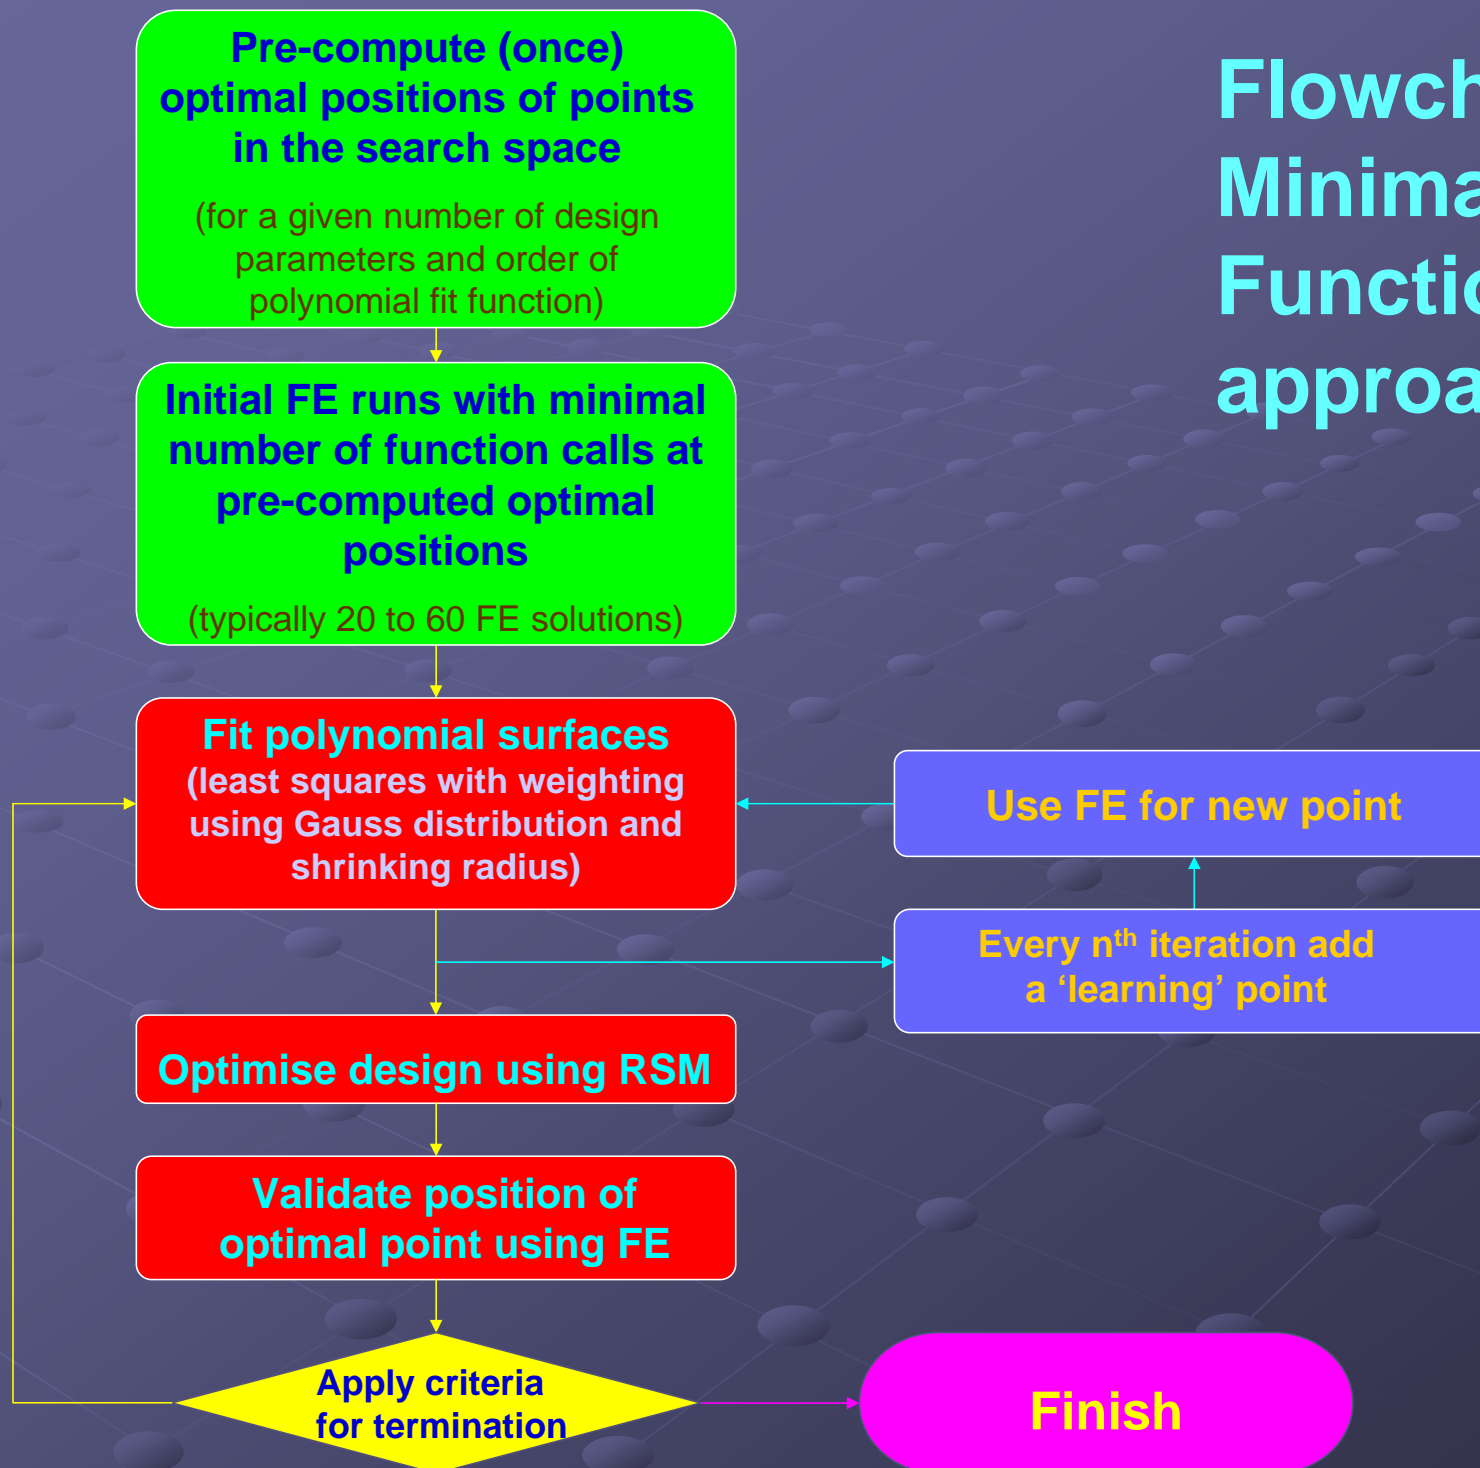 Pre-compute (once)
optimal positions of points
in the search space
(for a given number of design
parameters and order of
polynomial fit function)
Initial FE runs with minimal
number of function calls at
pre-computed optimal
positions
(typically 20 to 60 FE solutions)
Fit polynomial surfaces
(least squares with weighting
using Gauss distribution and
shrinking radius)
Optimise design using RSM
Validate position of
optimal point using FE
Apply criteria
for termination
Use FE for new point
Every nth iteration add
a ‘learning’ point
Finish